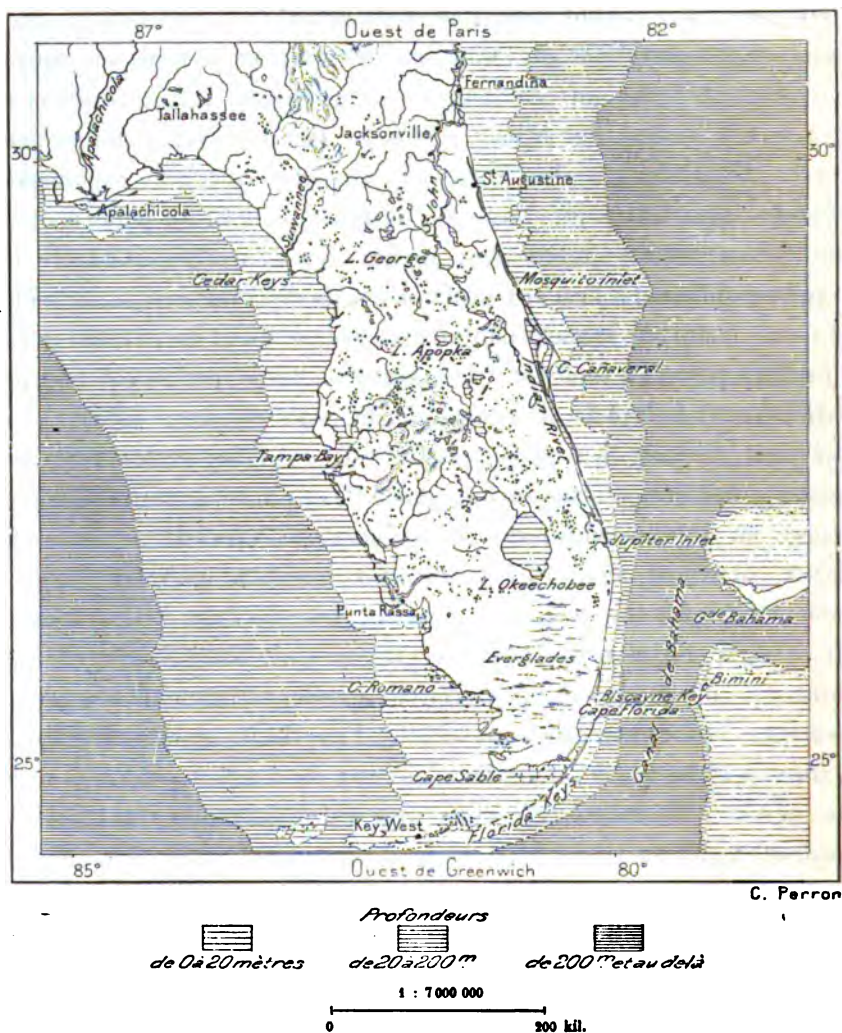 87°
Ouest de Paris
82°
Fernandina
Apalachicola
Tallahassee
Jacksonville
30°
30°
St. Augustine
Apalachicola
Suwannee
St. John
L. George
Cedar Keys
Mosquito Inlet
L. Apopka
C. Cañaveral
Indian River
Tampa Bay
Jupiter Inlet
L. Okeechobee
Punta Rassa
Gde Bahama
Canal de Bahama
Everglades
Bimini
C. Romano
Biscayne Key
Cape Florida
25°
25°
Cape Sable
Key West
Florida Keys
85°
Ouest de Greenwich
80°
C. Perron
Profondeurs
de 0 à 20 mètres
de 20 à 200 m
de 200 m et au delà
1 : 7 000 000
0
200 kil.